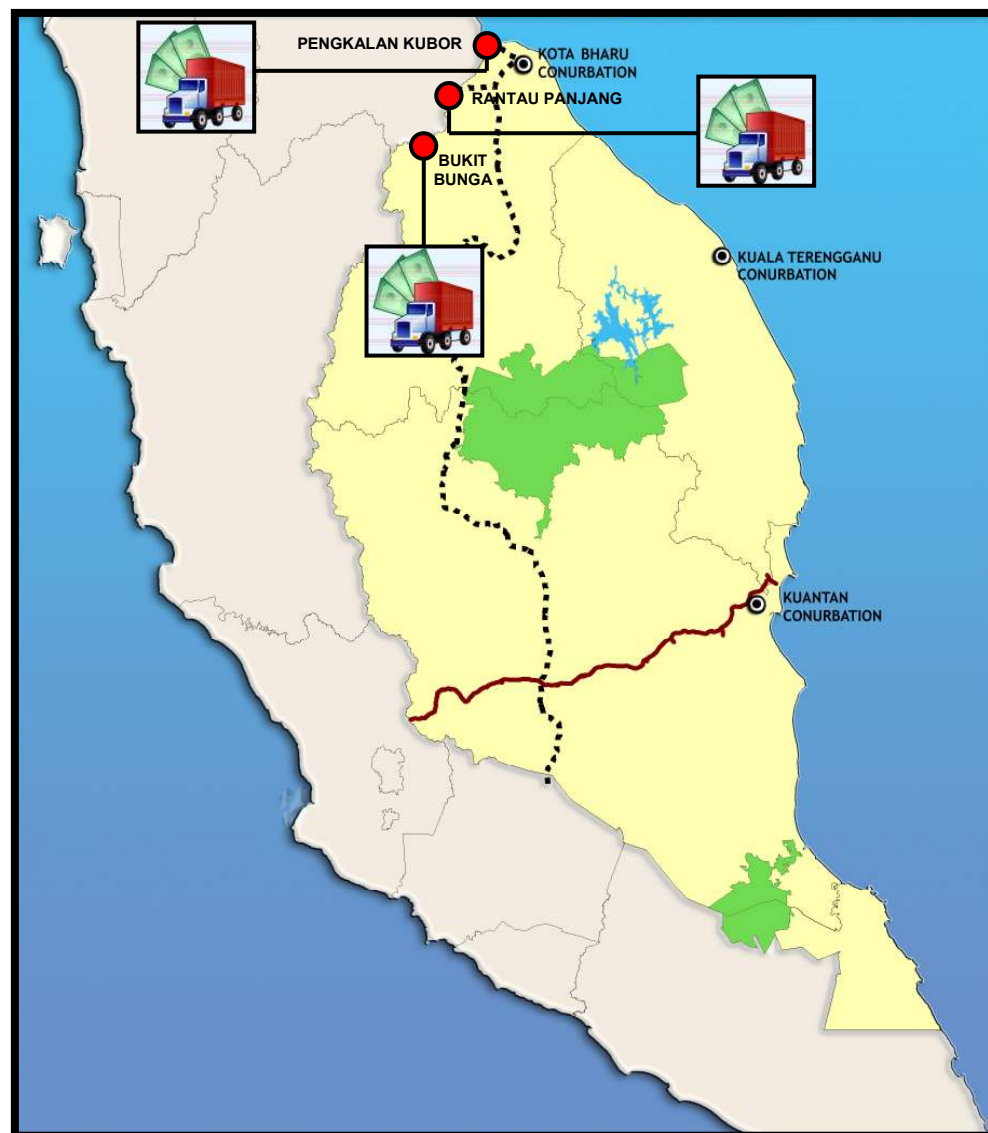 PENGKALAN KUBOR
KOTA BHARU
CONURBATION
RANTAU PANJANG
BUKIT
BUNGA
KUALA TERENGGANU
CONURBATION
KUANTAN
CONURBATION